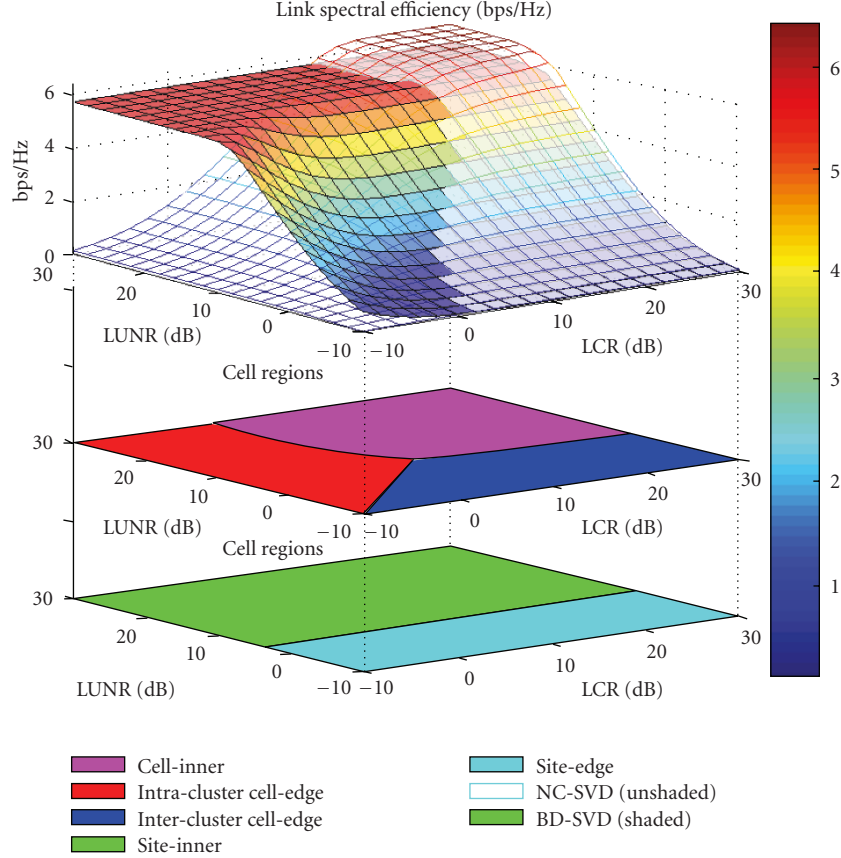 Link spectral efficiency (bps/Hz)
6
4
2
0
bps/Hz
30
20
10
0
−10
LUNR (dB)
−10
0
10
20
30
LCR (dB)
6
5
4
3
2
1
Cell regions
30
20
10
0
−10
LUNR (dB)
−10
0
10
20
30
LCR (dB)
Cell regions
30
20
10
0
−10
LUNR (dB)
−10
0
10
20
30
LCR (dB)
Cell-inner
Intra-cluster cell-edge
Inter-cluster cell-edge
Site-inner
Site-edge
NC-SVD (unshaded)
BD-SVD (shaded)